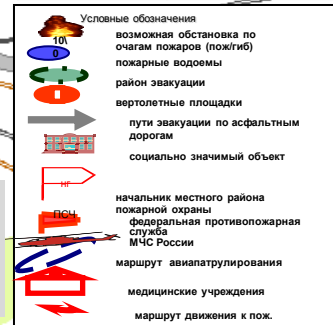 Условные обозначения
возможная обстановка по
10\
0
очагам пожаров (пож/гиб)
пожарные водоемы
район эвакуации
вертолетные площадки
пути эвакуации по асфальтным
дорогам
социально значимый объект
НГ
начальник местного района
пожарной охраны
ПСЧ
федеральная противопожарная
служба
МЧС России
маршрут авиапатрулирования
медицинские учреждения
маршрут движения к пож.